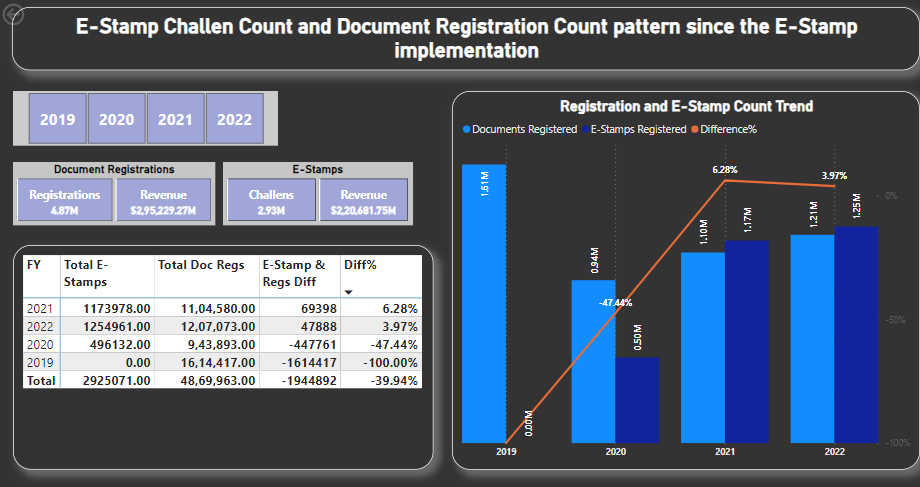 E-Stamp Challen Count and Document Registration Count pattern since the E-Stamp
implementation
2019 2020 2021 2022
Document Registrations
Registrations
4.87M
Revenue
$2,95,229.27M
E-Stamps
Challens
2.93M
Revenue
$2,20,681.75M
FY Total E-Stamps Total Doc Regs E-Stamp & Regs Diff Diff%
2021 1173978.00 11,04,580.00 69398 6.28%
2022 1254961.00 12,07,073.00 47888 3.97%
2020 496132.00 9,43,893.00 -447761 -47.44%
2019 0.00 16,14,417.00 -1614417 -100.00%
Total 2925071.00 48,69,963.00 -1944892 -39.94%
Registration and E-Stamp Count Trend
Documents Registered E-Stamps Registered Difference%
1.61M
0.00M
0.94M
-47.44%
0.50M
6.28%
1.10M
1.17M
3.97%
1.21M
1.25M
0%
-50%
-100%
2019 2020 2021 2022